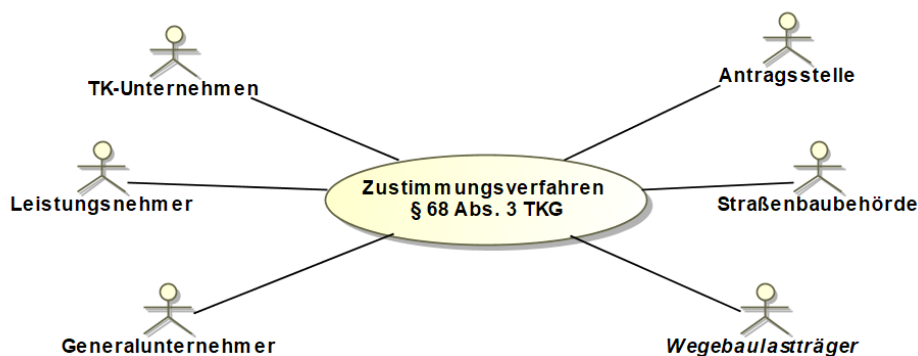 TK-Unternehmen
Antragsstelle
Zustimmungsverfahren
§ 68 Abs. 3 TKG
Leistungsnehmer
Straßenbaubehörde
Generalunternehmer
Wegebaulastträger